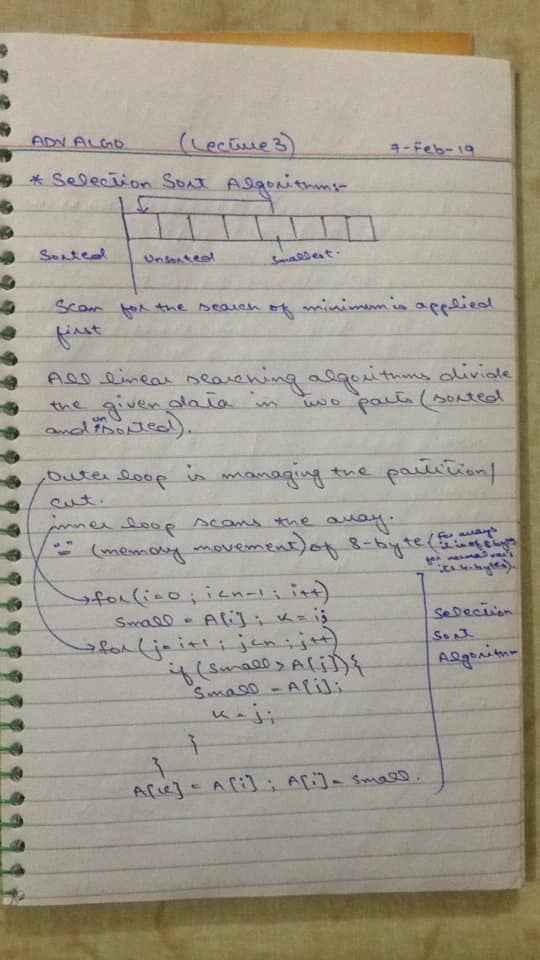 ADV ALGO (Lecture 3) 7-Feb-19
* Selection Sort Algorithms:-
Sorted Unsorted Smallest.
Scan for the search of minimum is applied
first
All linear searching algorithms divide
the given data in two parts (sorted
and unsorted).
Outer loop is managing the partition/
cut.
inner loop scans the array.
"=" (memory movement) of 8-byte (for arrays
it is of 8 bytes
for normal var
its 4-bytes).
for(i=0 ; i<n-1 ; i++)
Small = A[i] ; K = i;
for(j=i+1 ; j<n ; j++)
if (Small > A[j]) {
Small = A[j];
K = j;
}
}
A[K] = A[i] ; A[i] = Small.
Selection
Sort
Algorithm